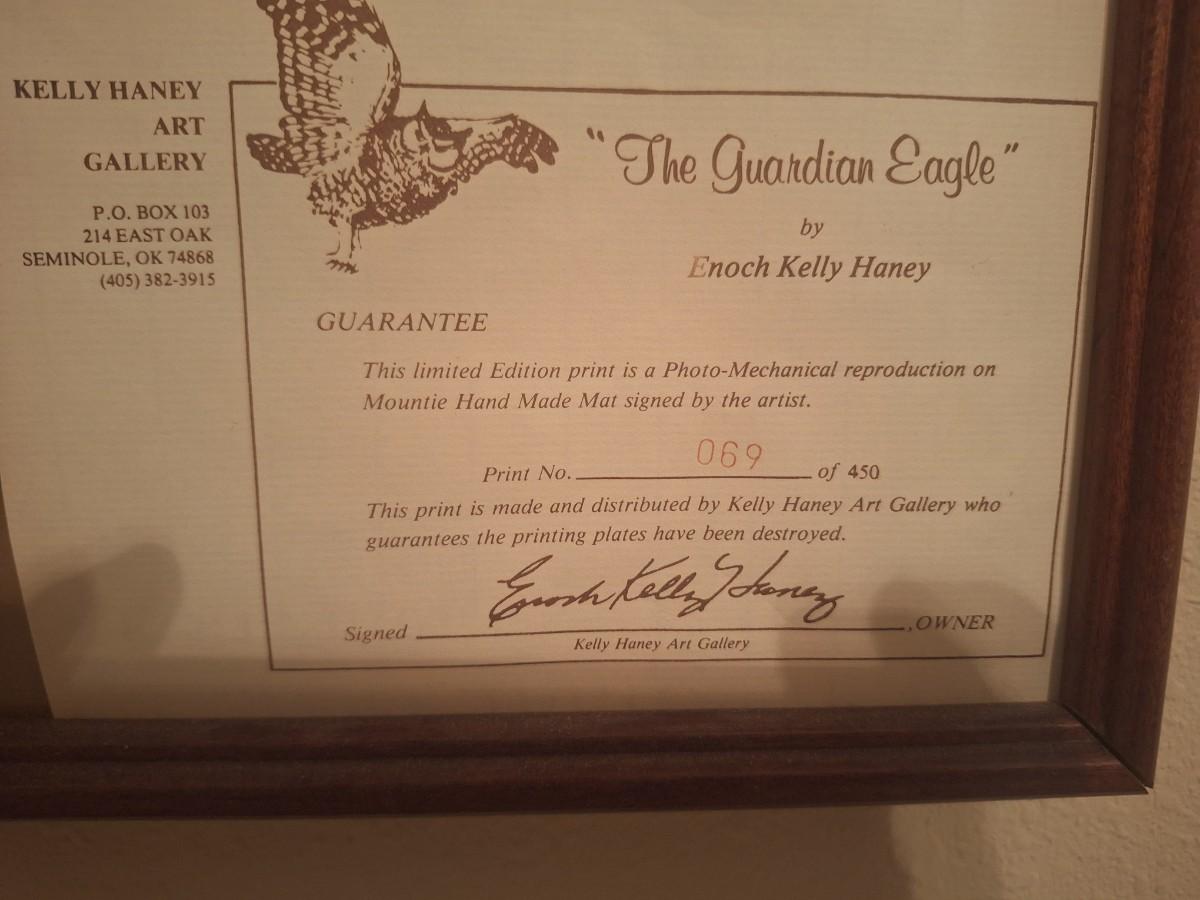 KELLY HANEY
ART
GALLERY
P.O. BOX 103
214 EAST OAK
SEMINOLE, OK 74868
(405) 382-3915
"The Guardian Eagle"
by
Enoch Kelly Haney
GUARANTEE
This limited Edition print is a Photo-Mechanical reproduction on
Mountie Hand Made Mat signed by the artist.
Print No. 069 of 450
This print is made and distributed by Kelly Haney Art Gallery who
guarantees the printing plates have been destroyed.
Signed Enoch Kelly Haney, OWNER
Kelly Haney Art Gallery